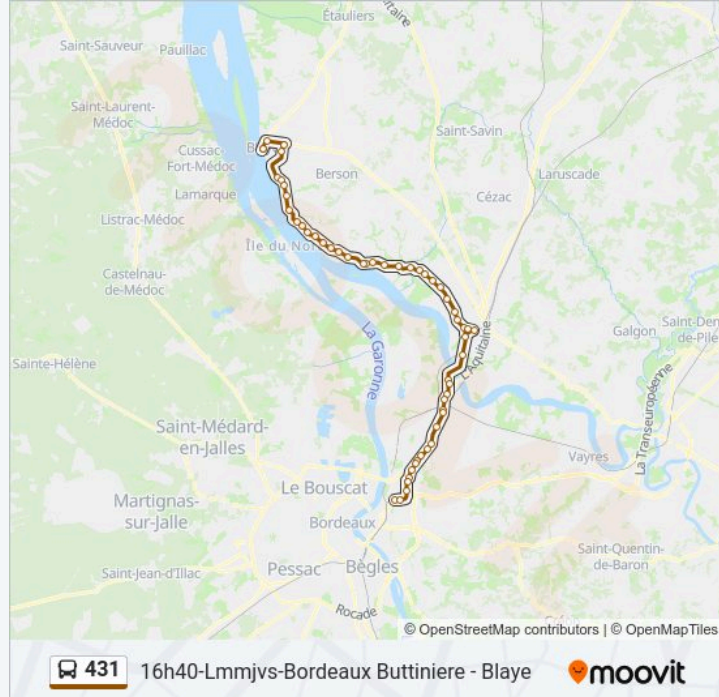 Étauliers
Aquitaine
Saint-Sauveur
Pauillac
Saint-Laurent-
Médoc
Saint-Savin
Cussac-
Fort-Médoc
Berson
Laruscade
Lamarque
Cézac
Listrac-Médoc
Île du Nord
Castelnau-
de-Médoc
La Garonne
L'Aquitaine
Galgon
Saint-Den
de-Pile
Sainte-Hélène
La Transeuropéenne
Saint-Médard-
en-Jalles
Vayres
Le Bouscat
Martignas-
sur-Jalle
Bordeaux
Saint-Quentin-
de-Baron
Saint-Jean-d'Illac
Pessac
Bègles
Rocade
© OpenStreetMap contributors | © OpenMapTiles
431 16h40-Lmmjvs-Bordeaux Buttiniere - Blaye
moovit